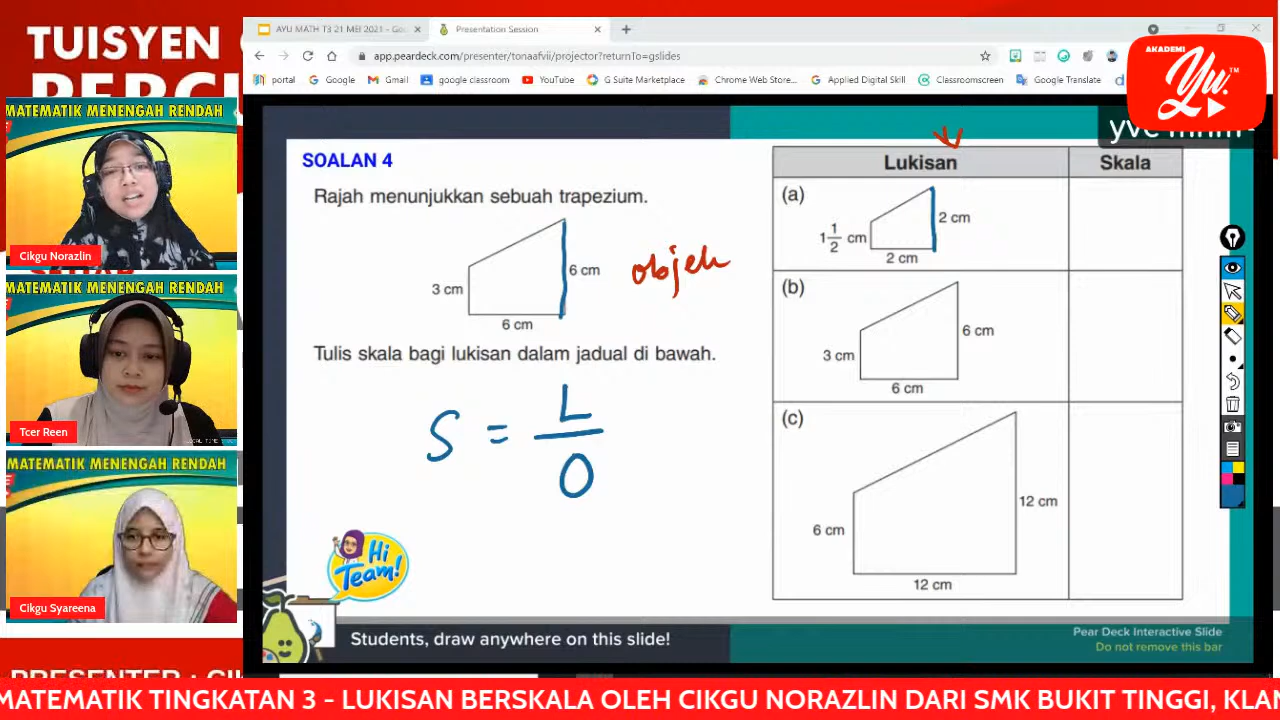 TUISYEN
AYU MATH T3 21 MEI 2021 - Go
Presentation Session
app.peardeck.com/presenter/tonaafvii/projector?returnTo=gslides
portal
Google
Gmail
google classroom
YouTube
G Suite Marketplace
Chrome Web Store...
Applied Digital Skill
Classroomscreen
Google Translate
AKADEMI
Yu.
TM
MATEMATIK MENENGAH RENDAH
Cikgu Norazlin
MATEMATIK MENENGAH RENDAH
Tcer Reen
MATEMATIK MENENGAH RENDAH
Cikgu Syareena
SOALAN 4
Rajah menunjukkan sebuah trapezium.
3 cm
6 cm
6 cm
objek
Tulis skala bagi lukisan dalam jadual di bawah.
S = L/O
Hi Team!
Lukisan
Skala
(a)
1 1/2 cm
2 cm
2 cm
(b)
3 cm
6 cm
6 cm
(c)
6 cm
12 cm
12 cm
Students, draw anywhere on this slide!
Pear Deck Interactive Slide
Do not remove this bar
MATEMATIK TINGKATAN 3 - LUKISAN BERSKALA OLEH CIKGU NORAZLIN DARI SMK BUKIT TINGGI, KLAN